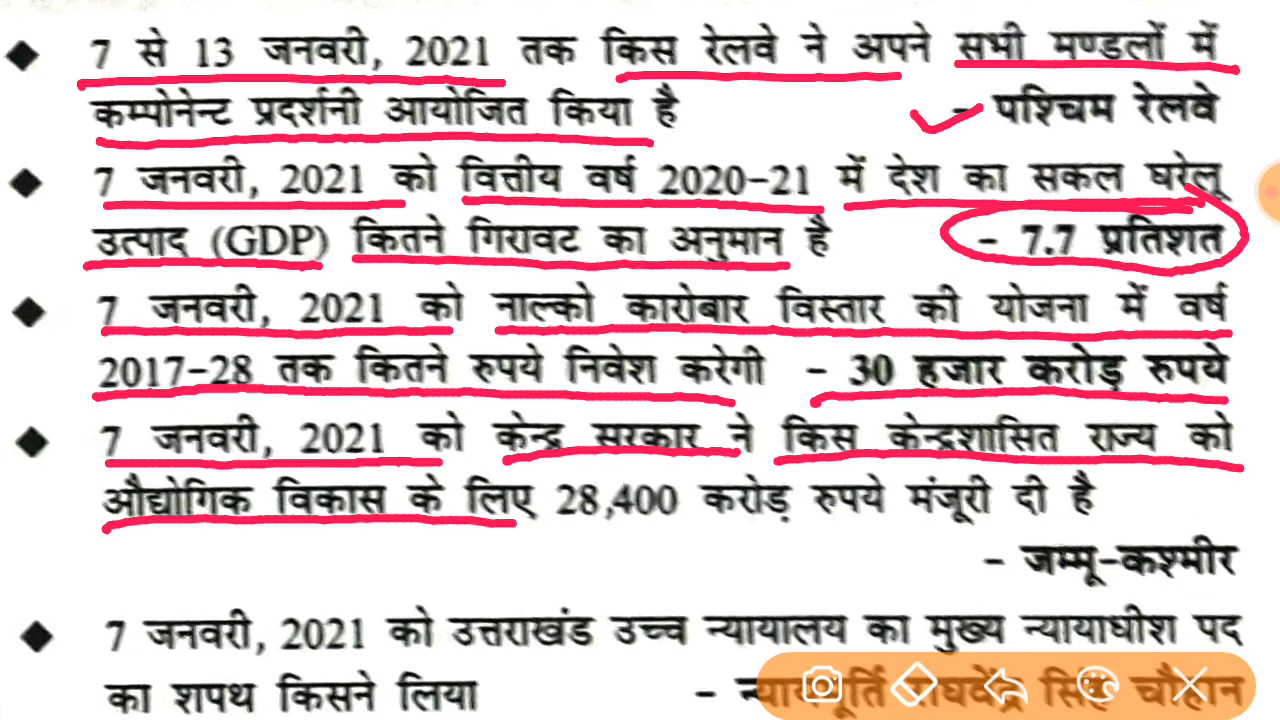 ◆ 7 से 13 जनवरी, 2021 तक किस रेलवे ने अपने सभी मण्डलों में
कम्पोनेन्ट प्रदर्शनी आयोजित किया है - पश्चिम रेलवे
◆ 7 जनवरी, 2021 को वित्तीय वर्ष 2020-21 में देश का सकल घरेलू
उत्पाद (GDP) कितने गिरावट का अनुमान है - 7.7 प्रतिशत
◆ 7 जनवरी, 2021 को नाल्को कारोबार विस्तार की योजना में वर्ष
2017-28 तक कितने रुपये निवेश करेगी - 30 हजार करोड़ रुपये
◆ 7 जनवरी, 2021 को केन्द्र सरकार ने किस केन्द्रशासित राज्य को
औद्योगिक विकास के लिए 28,400 करोड़ रुपये मंजूरी दी है
- जम्मू-कश्मीर
◆ 7 जनवरी, 2021 को उत्तराखंड उच्च न्यायालय का मुख्य न्यायाधीश पद
का शपथ किसने लिया - न्यायमूर्ति राघवेंद्र सिंह चौहान